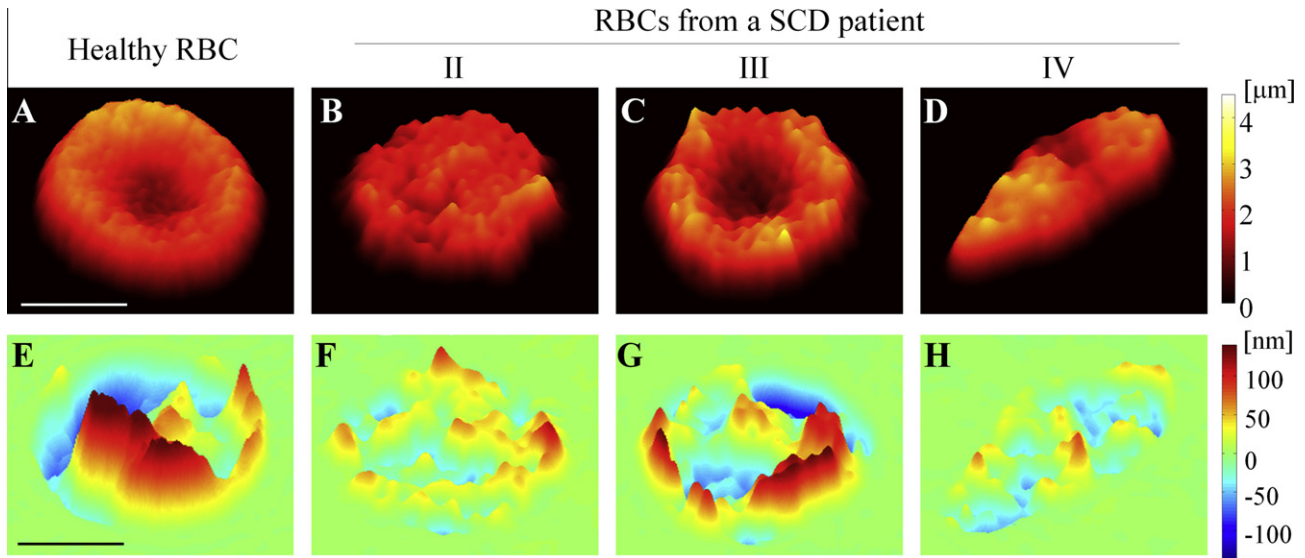 RBCs from a SCD patient
Healthy RBC
II III IV
A B C D
[μm]
4
3
2
1
0
E F G H
[nm]
100
50
0
-50
-100